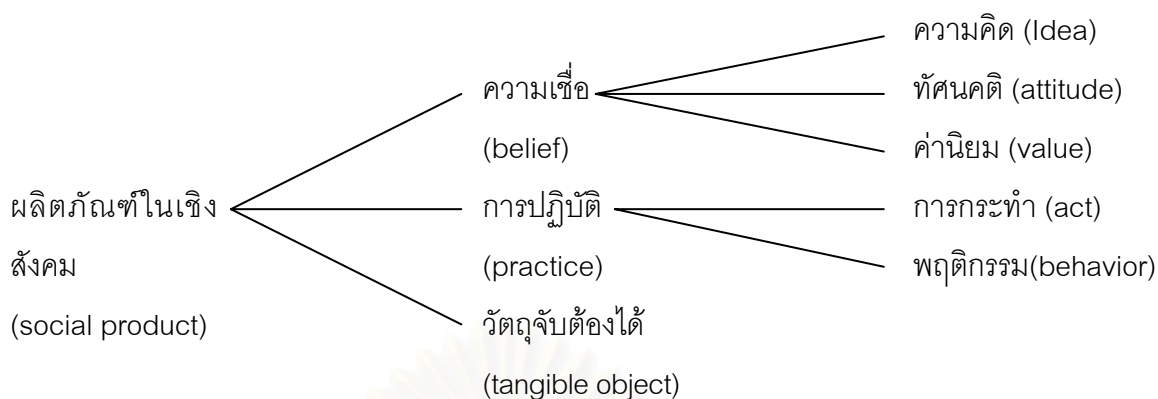 ความคิด (Idea)
ความเชื่อ
ทัศนคติ (attitude)
(belief)
ค่านิยม (value)
ผลิตภัณฑ์ในเชิง
การปฏิบัติ
การกระทำ (act)
สังคม
(practice)
พฤติกรรม(behavior)
(social product)
วัตถุจับต้องได้
(tangible object)